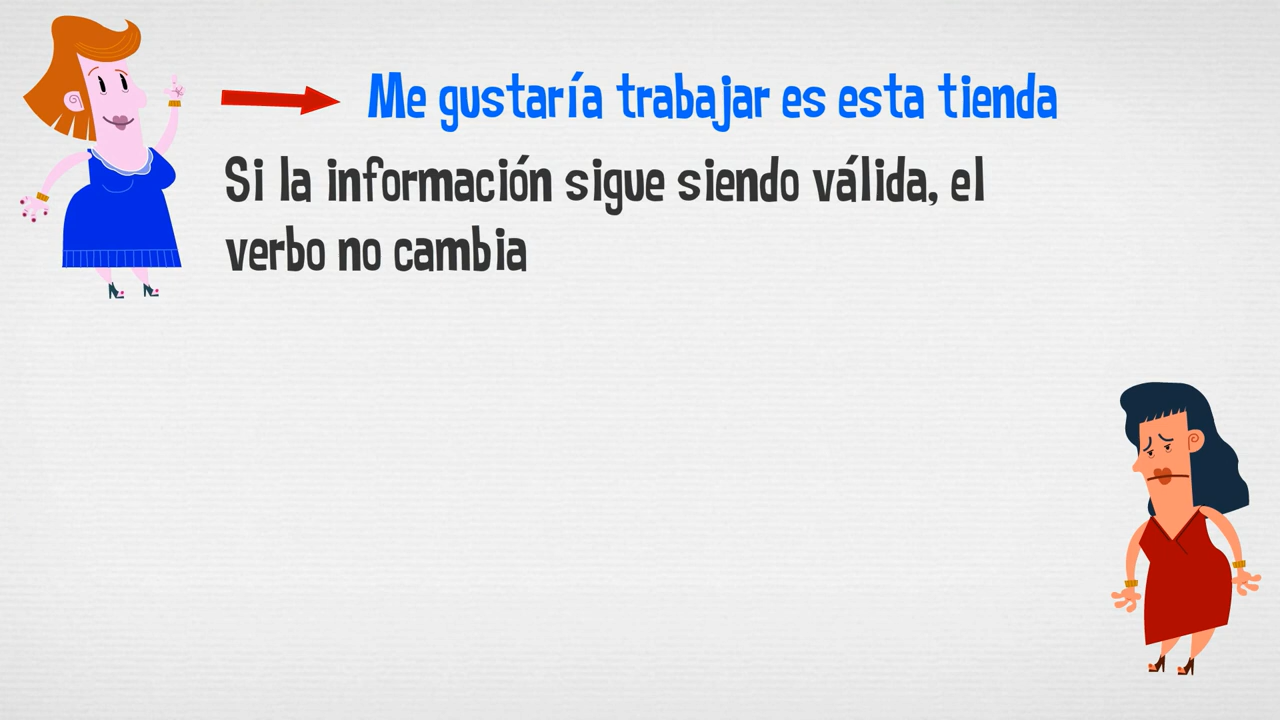 Me gustaría trabajar es esta tienda
Si la información sigue siendo válida, el
verbo no cambia